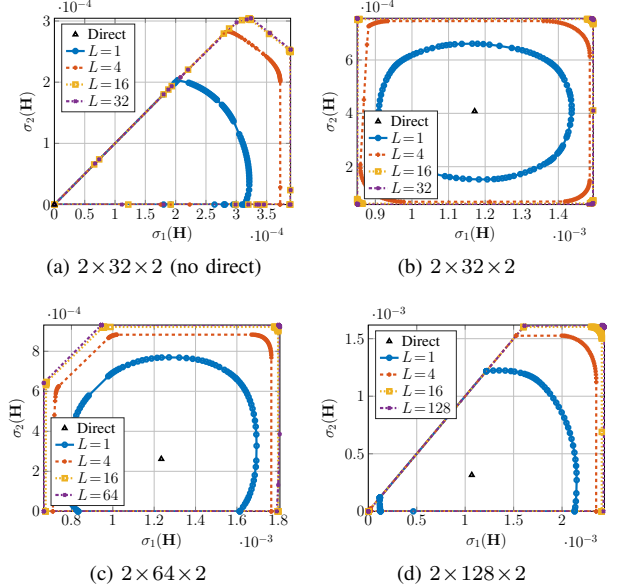 ·10⁻⁴
3
2
1
0
σ₂(H)
Direct
L=1
L=4
L=16
L=32
0 0.5 1 1.5 2 2.5 3 3.5
σ₁(H) ·10⁻⁴
(a) 2×32×2 (no direct)
·10⁻⁴
6
4
2
σ₂(H)
Direct
L=1
L=4
L=16
L=32
0.9 1 1.1 1.2 1.3 1.4
σ₁(H) ·10⁻³
(b) 2×32×2
·10⁻⁴
8
6
4
2
0
σ₂(H)
Direct
L=1
L=4
L=16
L=64
0.8 1 1.2 1.4 1.6 1.8
σ₁(H) ·10⁻³
(c) 2×64×2
·10⁻³
1.5
1
0.5
0
σ₂(H)
Direct
L=1
L=4
L=16
L=128
0 0.5 1 1.5 2
σ₁(H) ·10⁻³
(d) 2×128×2